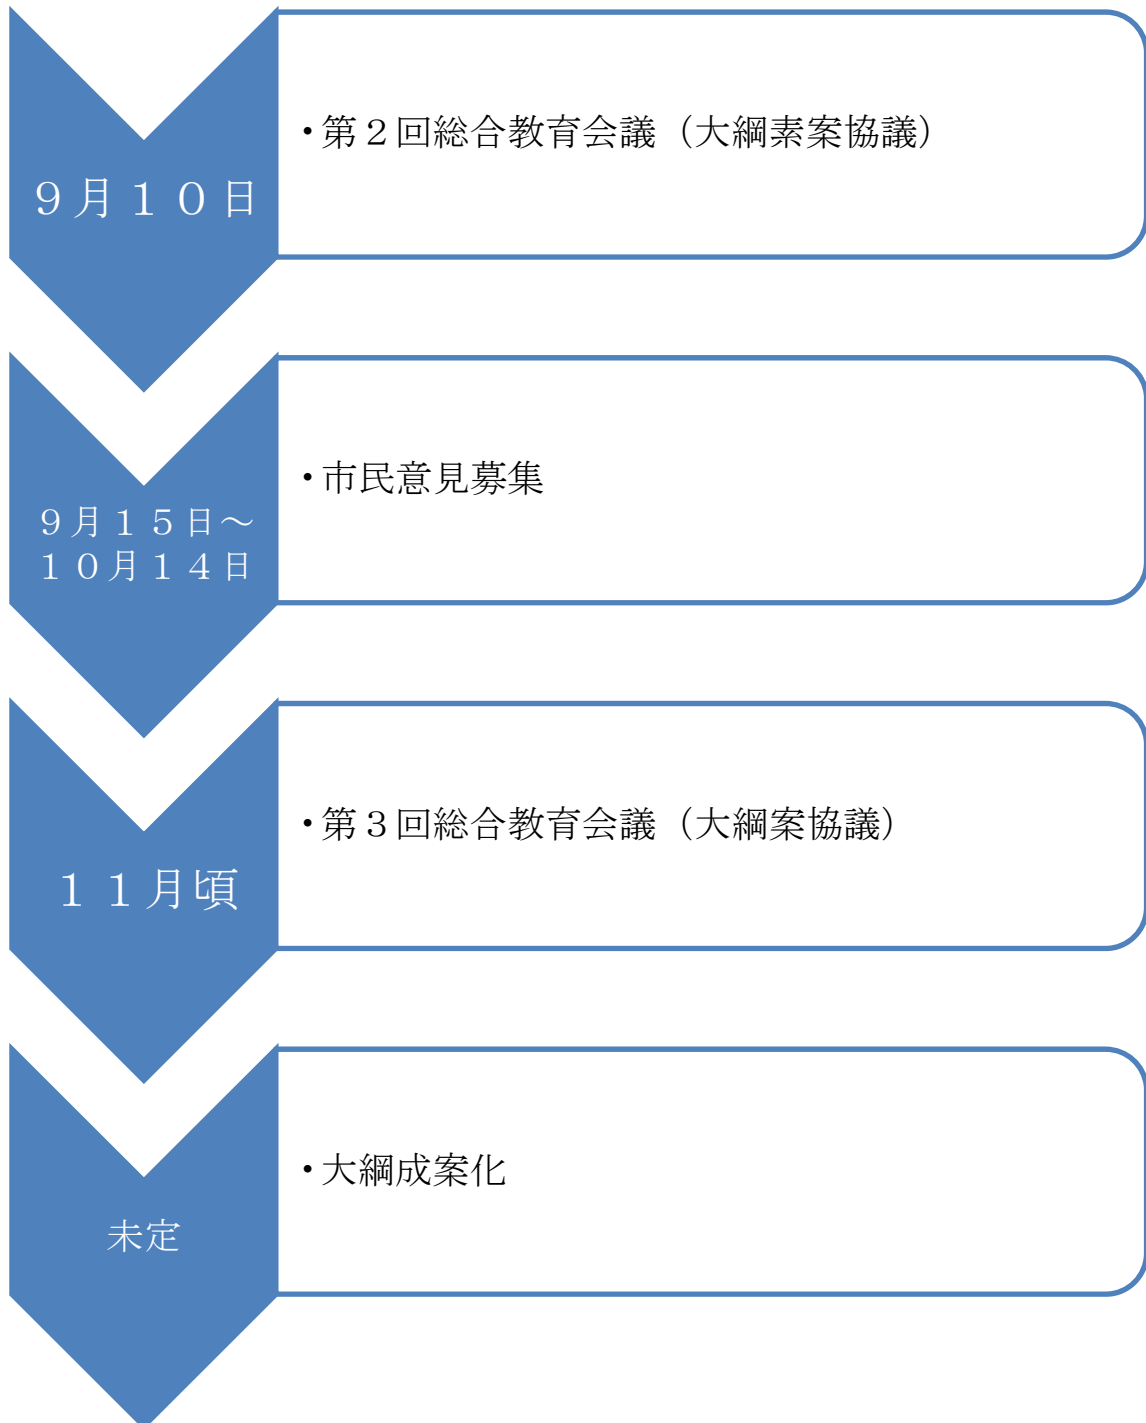 ９月１０日
・第２回総合教育会議（大綱素案協議）
９月１５日～
１０月１４日
・市民意見募集
１１月頃
・第３回総合教育会議（大綱案協議）
未定
・大綱成案化